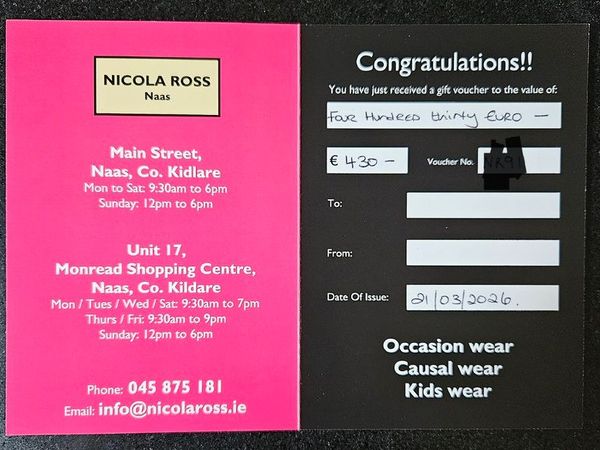 NICOLA ROSS
Naas
Main Street,
Naas, Co. Kidlare
Mon to Sat: 9:30am to 6pm
Sunday: 12pm to 6pm
Unit 17,
Monread Shopping Centre,
Naas, Co. Kildare
Mon / Tues / Wed / Sat: 9:30am to 7pm
Thurs / Fri: 9:30am to 9pm
Sunday: 12pm to 6pm
Phone: 045 875 181
Email: info@nicolaross.ie
Congratulations!!
You have just received a gift voucher to the value of:
Four Hundred thirty EURO —
€ 430 – Voucher No.
To:
From:
Date Of Issue: 21/03/2026.
Occasion wear
Causal wear
Kids wear